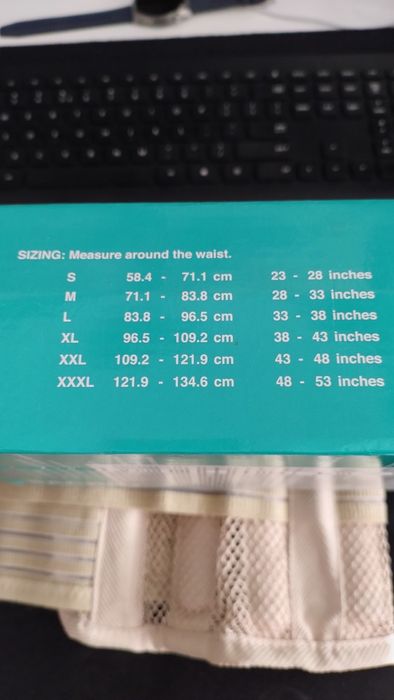 SIZING: Measure around the waist.
S 58.4 - 71.1 cm 23 - 28 inches
M 71.1 - 83.8 cm 28 - 33 inches
L 83.8 - 96.5 cm 33 - 38 inches
XL 96.5 - 109.2 cm 38 - 43 inches
XXL 109.2 - 121.9 cm 43 - 48 inches
XXXL 121.9 - 134.6 cm 48 - 53 inches